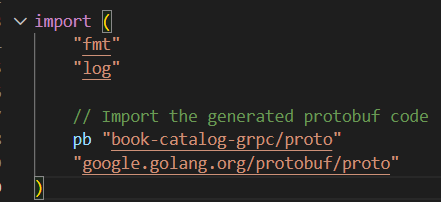 import (
"fmt"
"log"
// Import the generated protobuf code
pb "book-catalog-grpc/proto"
"google.golang.org/protobuf/proto"
)